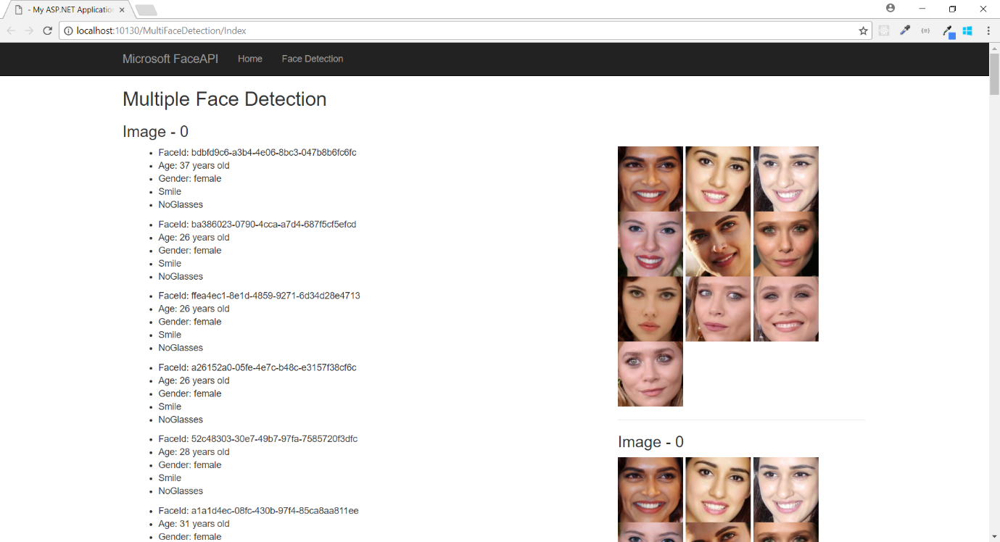 - My ASP.NET Application
localhost:10130/MultiFaceDetection/Index
Microsoft FaceAPI Home Face Detection
Multiple Face Detection
Image - 0
FaceId: bdbfd9c6-a3b4-4e06-8bc3-047b8b6fc6fc
Age: 37 years old
Gender: female
Smile
NoGlasses
FaceId: ba386023-0790-4cca-a7d4-687f5cf5efcd
Age: 26 years old
Gender: female
Smile
NoGlasses
FaceId: ffea4ec1-8e1d-4859-9271-6d34d28e4713
Age: 26 years old
Gender: female
Smile
NoGlasses
FaceId: a26152a0-05fe-4e7c-b48c-e3157f38cf6c
Age: 26 years old
Gender: female
Smile
NoGlasses
FaceId: 52c48303-30e7-49b7-97fa-7585720f3dfc
Age: 28 years old
Gender: female
Smile
NoGlasses
FaceId: a1a1d4ec-08fc-430b-97f4-85ca8aa811ee
Age: 31 years old
Gender: female
Image - 0